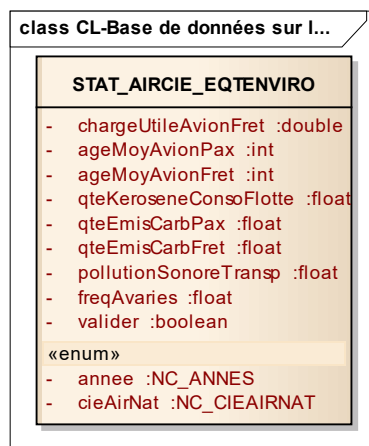 class CL-Base de données sur l...
STAT_AIRCIE_EQTENVIRO
- chargeUtileAvionFret :double
- ageMoyAvionPax :int
- ageMoyAvionFret :int
- qteKeroseneConsoFlotte :float
- qteEmisCarbPax :float
- qteEmisCarbFret :float
- pollutionSonoreTransp :float
- freqAvaries :float
- valider :boolean
«enum»
- annee :NC_ANNES
- cieAirNat :NC_CIEAIRNAT